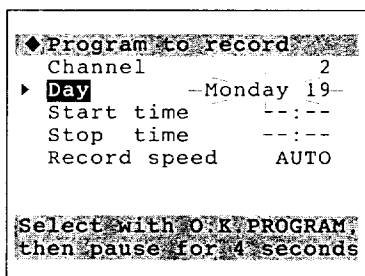 ◆Program to record
Channel 2
▶ Day Monday 19
Start time --:--
Stop time --:--
Record speed AUTO
Select with O.K PROGRAM,
then pause for 4 seconds